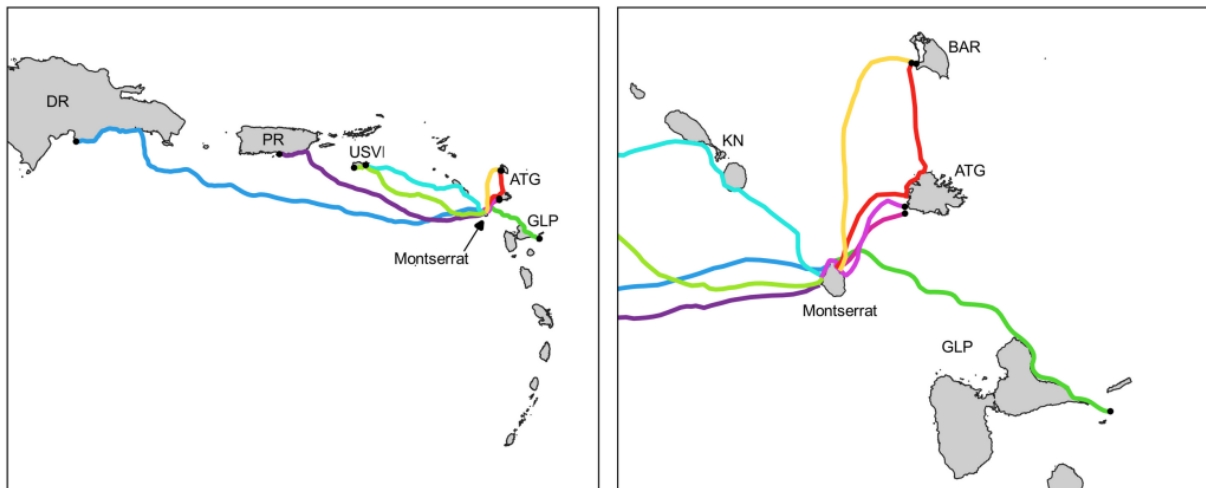 DR
PR
USVI
ATG
GLP
Montserrat
BAR
KN
ATG
Montserrat
GLP